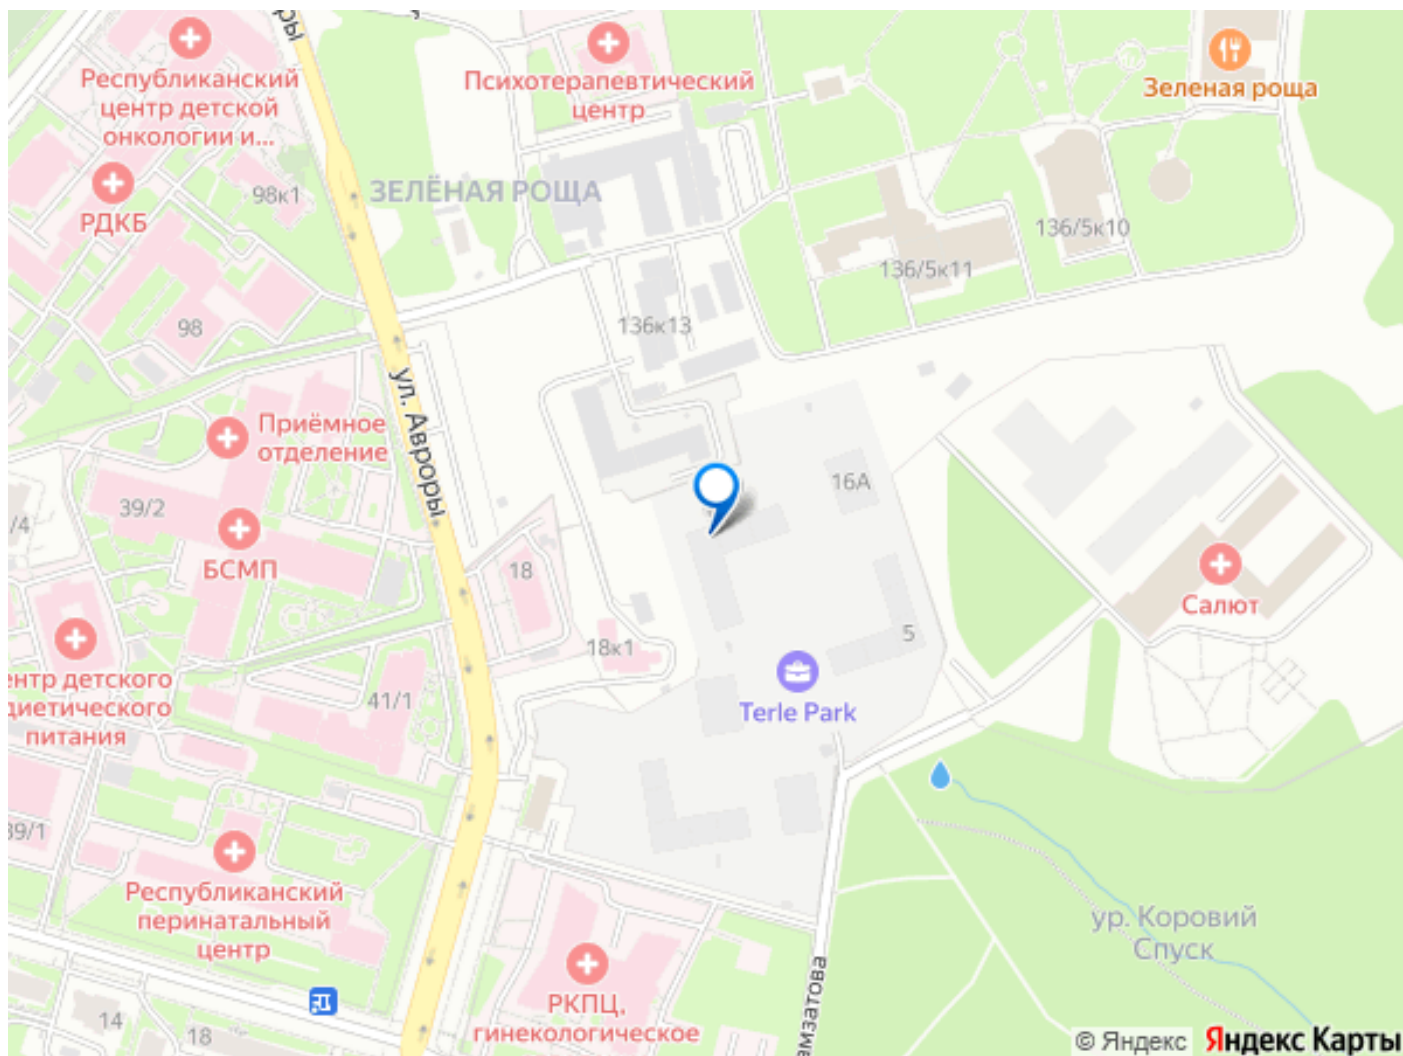 Республиканский
центр детской
онкологии и...
Психотерапевтический
центр
Зеленая роща
РДКБ
98к1
ЗЕЛЁНАЯ РОЩА
136/5к10
136/5к11
98
136к13
ул. Авроры
Приёмное
отделение
16А
39/2
/4
БСМП
18
Салют
5
18к1
ентр детского
диетического
питания
41/1
Terle Park
39/1
Республиканский
перинатальный
центр
ур. Коровий
Спуск
РКПЦ,
гинекологическое
амзатова
14
18
© Яндекс
Яндекс Карты